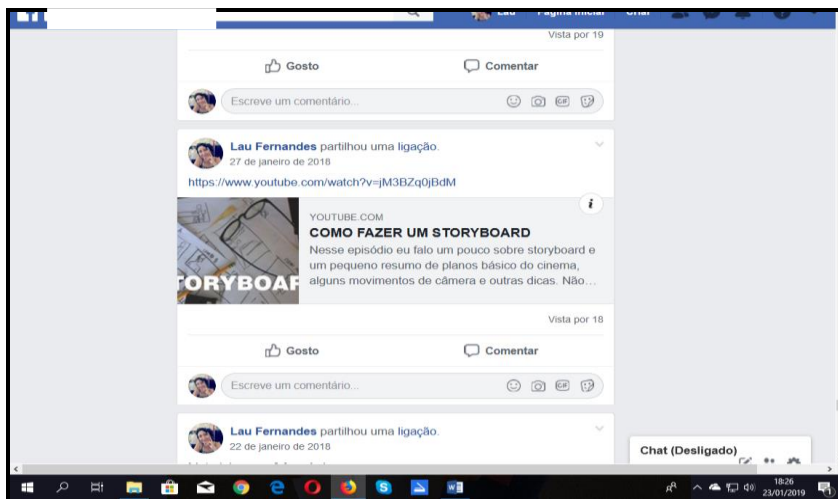 Lau
Página Inicial
Criar
Vista por 19
Gosto
Comentar
Escreve um comentário...
GIF
Lau Fernandes partilhou uma ligação.
27 de janeiro de 2018
https://www.youtube.com/watch?v=jM3BZq0jBdM
i
YOUTUBE.COM
COMO FAZER UM STORYBOARD
Nesse episódio eu falo um pouco sobre storyboard e
um pequeno resumo de planos básico do cinema,
alguns movimentos de câmera e outras dicas. Não...
TORYBOAR
Vista por 18
Gosto
Comentar
Escreve um comentário...
GIF
Lau Fernandes partilhou uma ligação.
22 de janeiro de 2018
Chat (Desligado)
18:26
23/01/2019